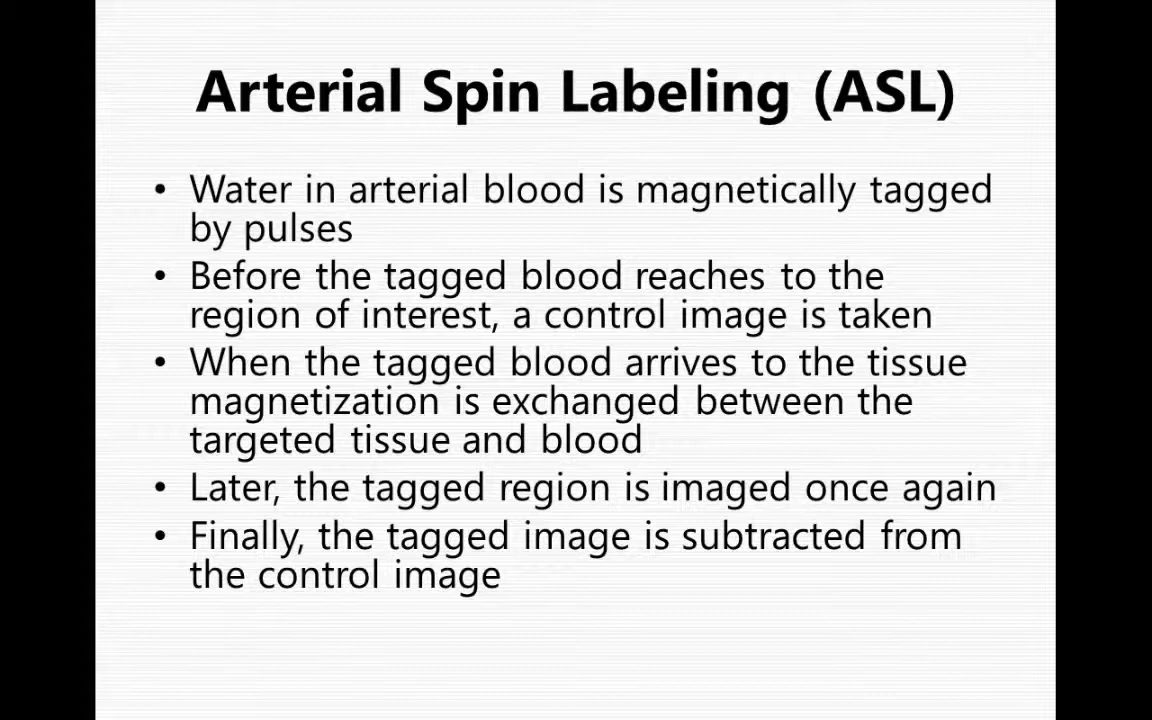 Arterial Spin Labeling (ASL)
• Water in arterial blood is magnetically tagged
by pulses
• Before the tagged blood reaches to the
region of interest, a control image is taken
• When the tagged blood arrives to the tissue
magnetization is exchanged between the
targeted tissue and blood
• Later, the tagged region is imaged once again
• Finally, the tagged image is subtracted from
the control image